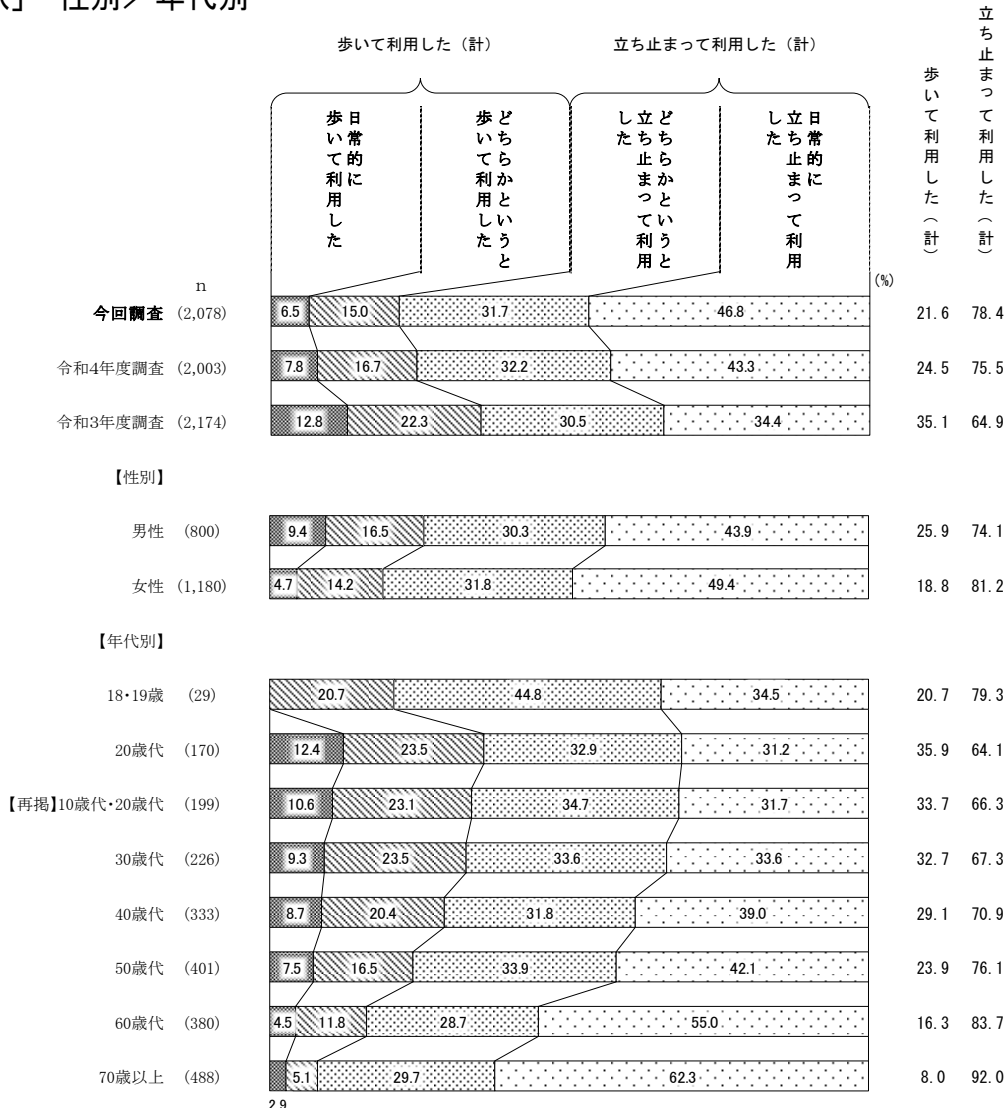 性別／年代別
歩いて利用した（計）
立ち止まって利用した（計）
日常的に歩いて利用した
どちらかというと歩いて利用した
どちらかというと立ち止まって利用した
日常的に立ち止まって利用した
歩いて利用した（計）
立ち止まって利用した（計）
(%)
n
今回調査 (2,078) 6.5 15.0 31.7 46.8 21.6 78.4
令和4年度調査 (2,003) 7.8 16.7 32.2 43.3 24.5 75.5
令和3年度調査 (2,174) 12.8 22.3 30.5 34.4 35.1 64.9
【性別】
男性 (800) 9.4 16.5 30.3 43.9 25.9 74.1
女性 (1,180) 4.7 14.2 31.8 49.4 18.8 81.2
【年代別】
18・19歳 (29) 20.7 44.8 34.5 20.7 79.3
20歳代 (170) 12.4 23.5 32.9 31.2 35.9 64.1
【再掲】10歳代・20歳代 (199) 10.6 23.1 34.7 31.7 33.7 66.3
30歳代 (226) 9.3 23.5 33.6 33.6 32.7 67.3
40歳代 (333) 8.7 20.4 31.8 39.0 29.1 70.9
50歳代 (401) 7.5 16.5 33.9 42.1 23.9 76.1
60歳代 (380) 4.5 11.8 28.7 55.0 16.3 83.7
70歳以上 (488) 5.1 29.7 62.3 8.0 92.0
2.9